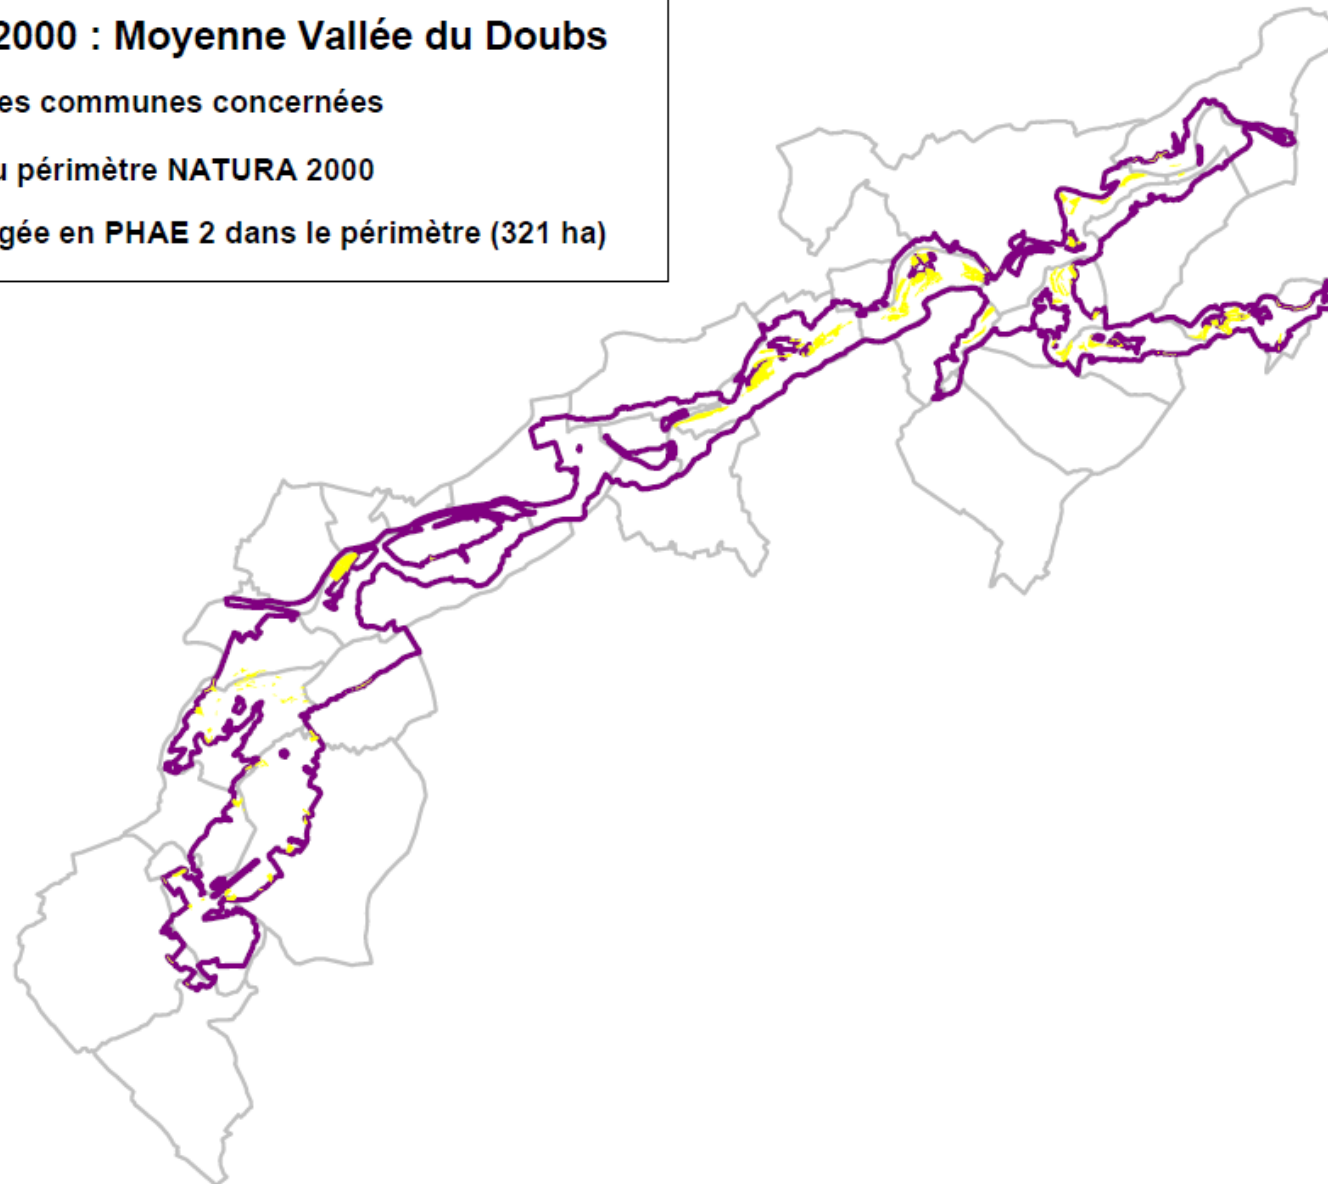 2000 : Moyenne Vallée du Doubs
es communes concernées
périmètre NATURA 2000
gée en PHAE 2 dans le périmètre (321 ha)